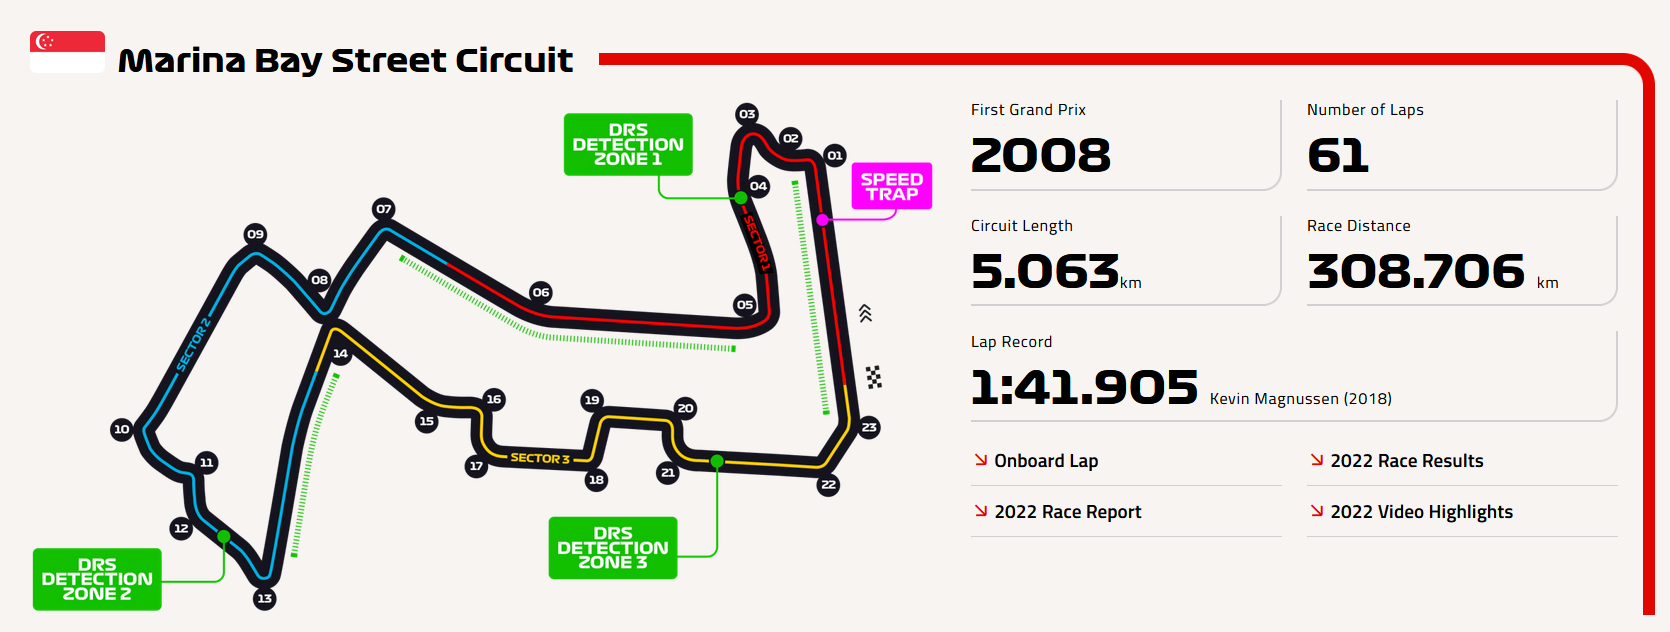 Marina Bay Street Circuit
First Grand Prix
2008
Number of Laps
61
Circuit Length
5.063km
Race Distance
308.706 km
Lap Record
1:41.905 Kevin Magnussen (2018)
Onboard Lap
2022 Race Results
2022 Race Report
2022 Video Highlights
DRS
DETECTION
ZONE 1
SPEED
TRAP
DRS
DETECTION
ZONE 2
DRS
DETECTION
ZONE 3
SECTOR 1
SECTOR 2
SECTOR 3
01
02
03
04
05
06
07
08
09
10
11
12
13
14
15
16
17
18
19
20
21
22
23